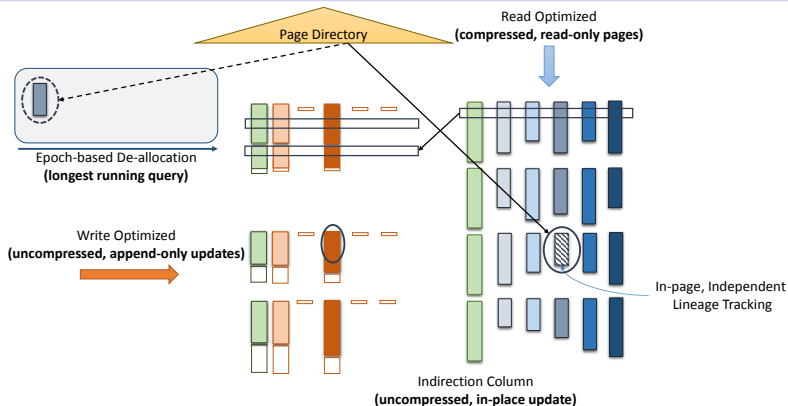 Page Directory
Read Optimized
(compressed, read-only pages)
Epoch-based De-allocation
(longest running query)
Write Optimized
(uncompressed, append-only updates)
In-page, Independent
Lineage Tracking
Indirection Column
(uncompressed, in-place update)